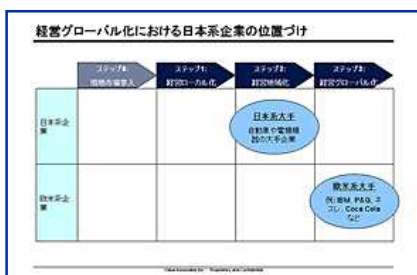 経営グローバル化における日本系企業の位置づけ
ステップ0:
現地市場参入
ステップ1:
経営ローカル化
ステップ2:
経営地域化
ステップ3:
経営グローバル化
日本系企
業
日本系大手
自動車や電機機
器の大手企業
欧米系企
業
欧米系大手
例: IBM, P&G, ネ
スレ, Coca Cola
など
Proprietary and Confidential